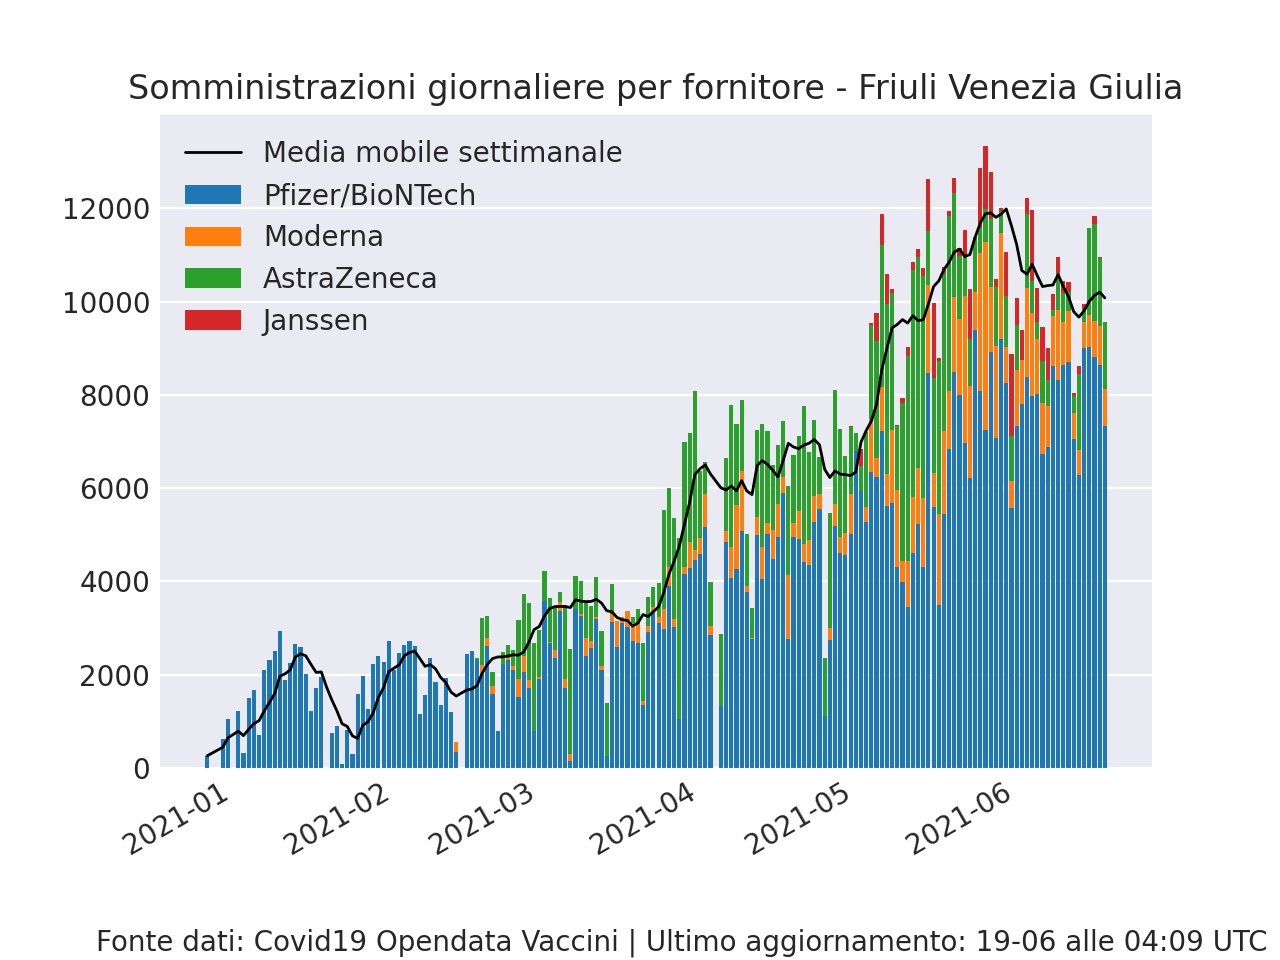 Somministrazioni giornaliere per fornitore - Friuli Venezia Giulia
Media mobile settimanale
Pfizer/BioNTech
Moderna
AstraZeneca
Janssen
12000
10000
8000
6000
4000
2000
0
2021-01
2021-02
2021-03
2021-04
2021-05
2021-06
Fonte dati: Covid19 Opendata Vaccini | Ultimo aggiornamento: 19-06 alle 04:09 UTC